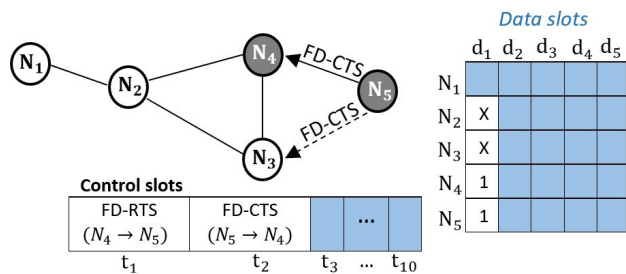 Data slots
d₁ d₂ d₃ d₄ d₅
N₁
N₂ X
N₃ X
N₄ 1
N₅ 1
N₁
N₂
N₄
N₅
N₃
FD-CTS
FD-CTS
Control slots
FD-RTS FD-CTS
(N₄ → N₅) (N₅ → N₄) ...
t₁ t₂ t₃ ... t₁₀